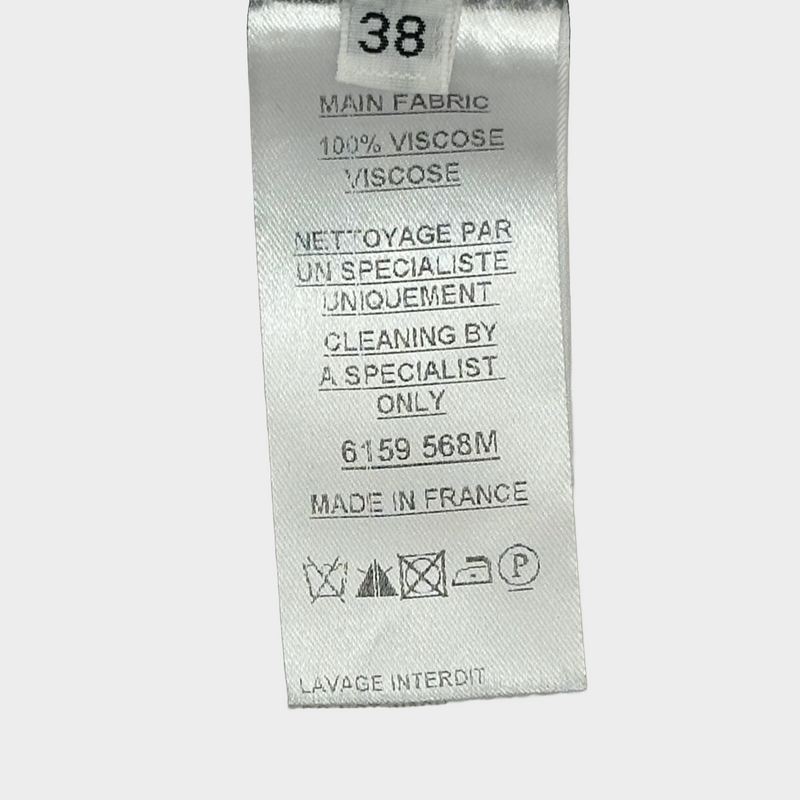 38
MAIN FABRIC
100% VISCOSE
VISCOSE
NETTOYAGE PAR
UN SPECIALISTE
UNIQUEMENT
CLEANING BY
A SPECIALIST
ONLY
6159 568M
MADE IN FRANCE
P
LAVAGE INTERDIT